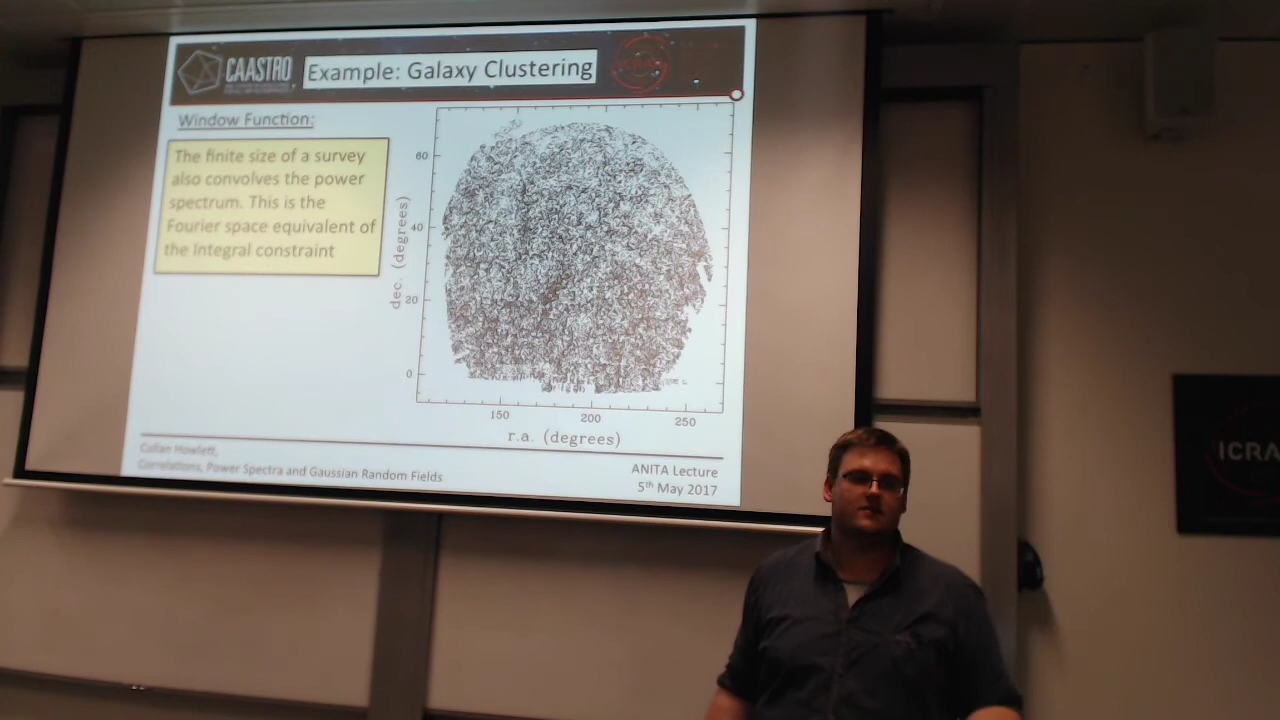 CAASTRO
Example: Galaxy Clustering
Window Function:
The finite size of a survey
also convolves the power
spectrum. This is the
Fourier space equivalent of
the Integral constraint
60
40
20
0
dec. (degrees)
150
200
250
r.a. (degrees)
Cullan Howlett,
Correlations, Power Spectra and Gaussian Random Fields
ANITA Lecture
5th May 2017
ICRA